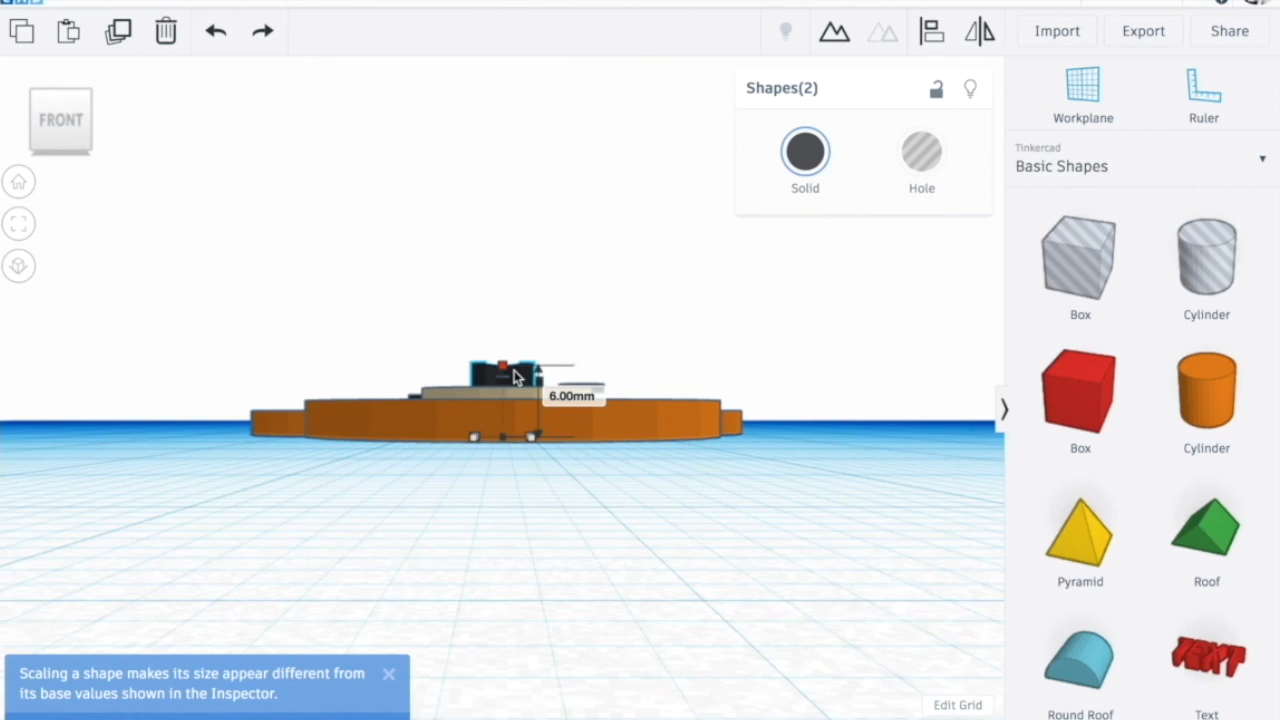 Import
Export
Share
Shapes(2)
FRONT
Workplane
Ruler
Tinkercad
Basic Shapes
Solid
Hole
Box
Cylinder
6.00mm
Box
Cylinder
Pyramid
Roof
Scaling a shape makes its size appear different from
its base values shown in the Inspector.
TEXT
Edit Grid
Round Roof
Text